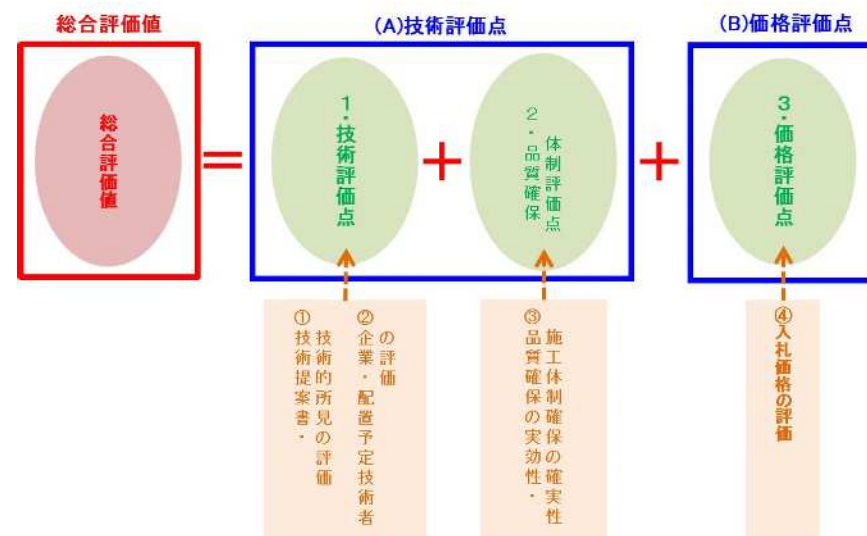 総合評価値
(A)技術評価点
(B)価格評価点
総合評価値
=
1・技術評価点
+
2・品質確保
体制評価点
+
3・価格評価点
①技術提案書・
技術的所見の評価
②企業・配置予定技術者
の評価
③品質確保の実効性・
施工体制確保の確実性
④入札価格の評価